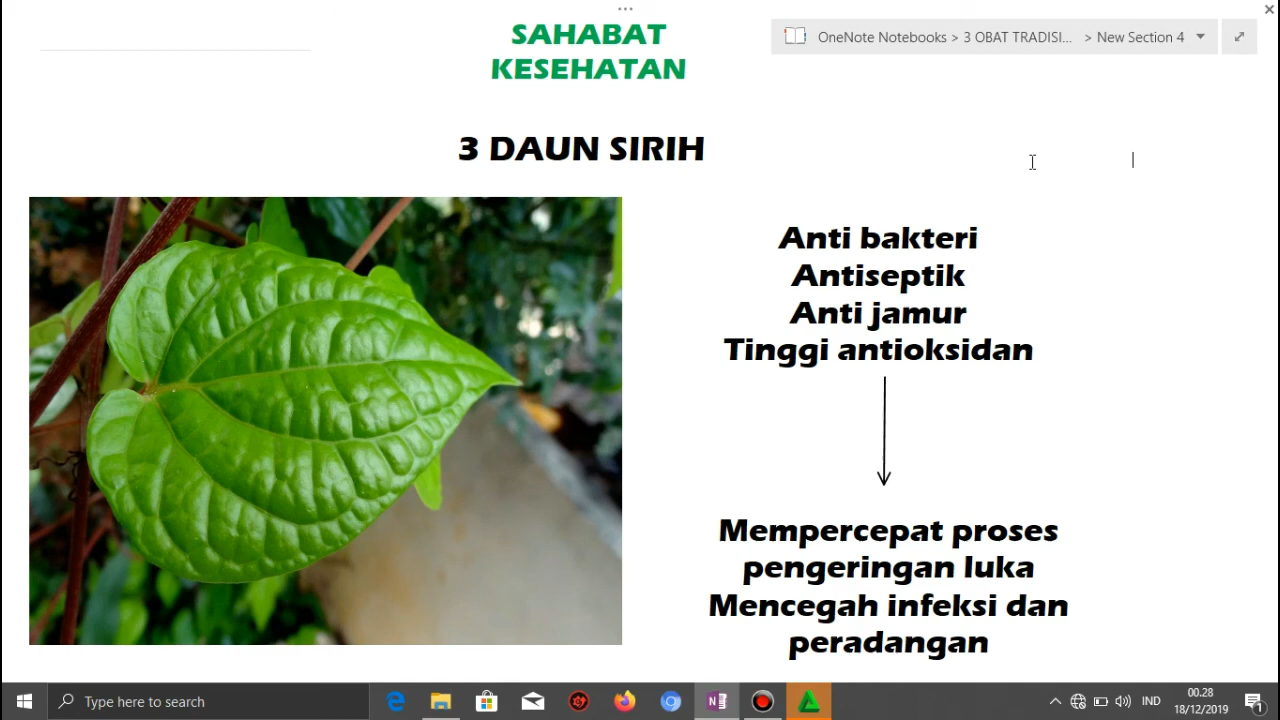 SAHABAT
KESEHATAN
OneNote Notebooks > 3 OBAT TRADISI... > New Section 4
3 DAUN SIRIH
Anti bakteri
Antiseptik
Anti jamur
Tinggi antioksidan
Mempercepat proses
pengeringan luka
Mencegah infeksi dan
peradangan
Type here to search
IND
00.28
18/12/2019
1